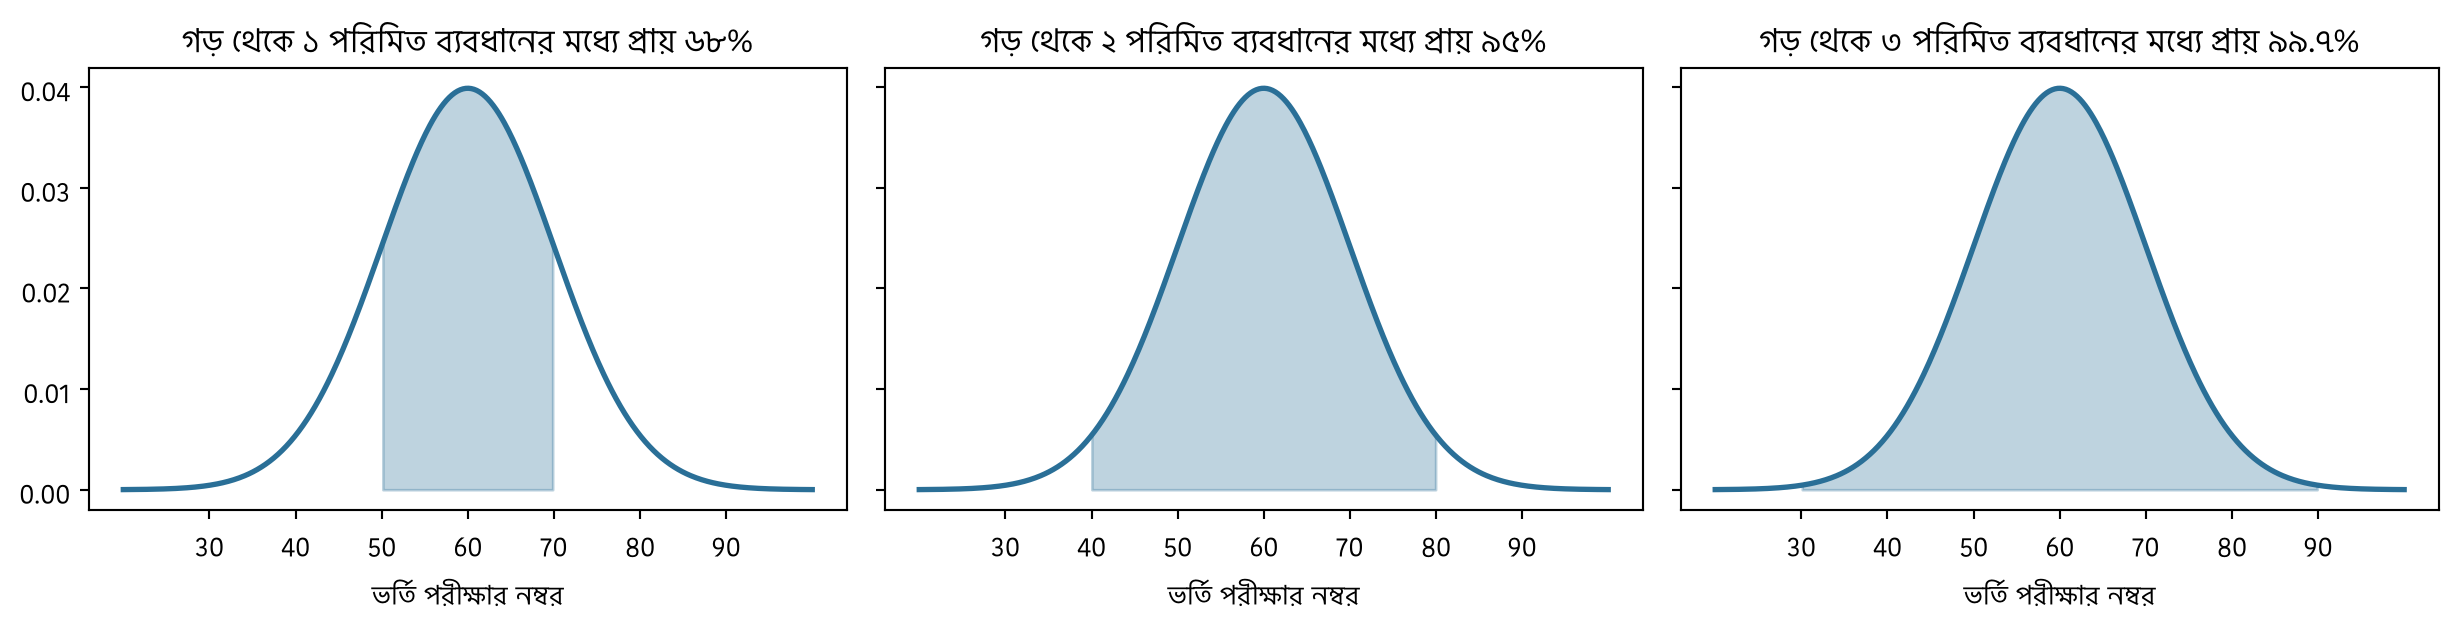 গড় থেকে ১ পরিমিত ব্যবধানের মধ্যে প্রায় ৬৮%
গড় থেকে ২ পরিমিত ব্যবধানের মধ্যে প্রায় ৯৫%
গড় থেকে ৩ পরিমিত ব্যবধানের মধ্যে প্রায় ৯৯.৭%
0.04
0.03
0.02
0.01
0.00
30 40 50 60 70 80 90
30 40 50 60 70 80 90
30 40 50 60 70 80 90
ভর্তি পরীক্ষার নম্বর
ভর্তি পরীক্ষার নম্বর
ভর্তি পরীক্ষার নম্বর